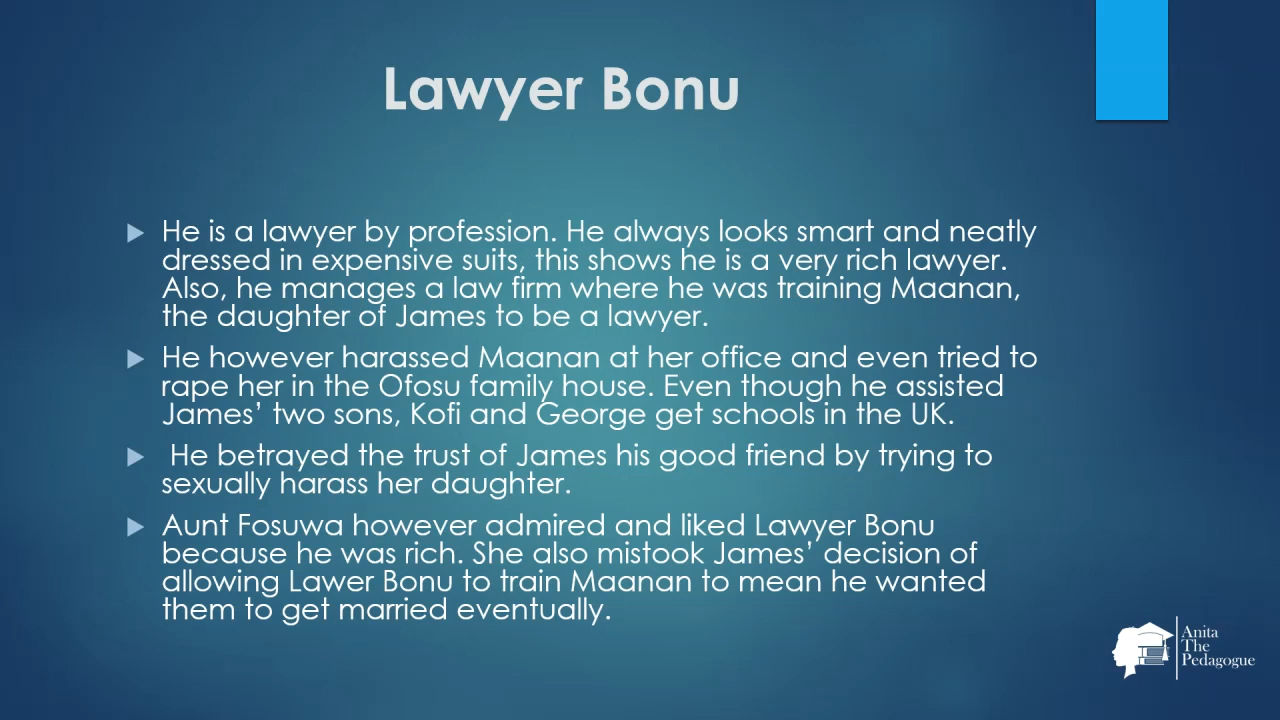 Lawyer Bonu
He is a lawyer by profession. He always looks smart and neatly
dressed in expensive suits, this shows he is a very rich lawyer.
Also, he manages a law firm where he was training Maanan,
the daughter of James to be a lawyer.
He however harassed Maanan at her office and even tried to
rape her in the Ofosu family house. Even though he assisted
James’ two sons, Kofi and George get schools in the UK.
He betrayed the trust of James his good friend by trying to
sexually harass her daughter.
Aunt Fosuwa however admired and liked Lawyer Bonu
because he was rich. She also mistook James’ decision of
allowing Lawer Bonu to train Maanan to mean he wanted
them to get married eventually.
Anita
The
Pedagogue